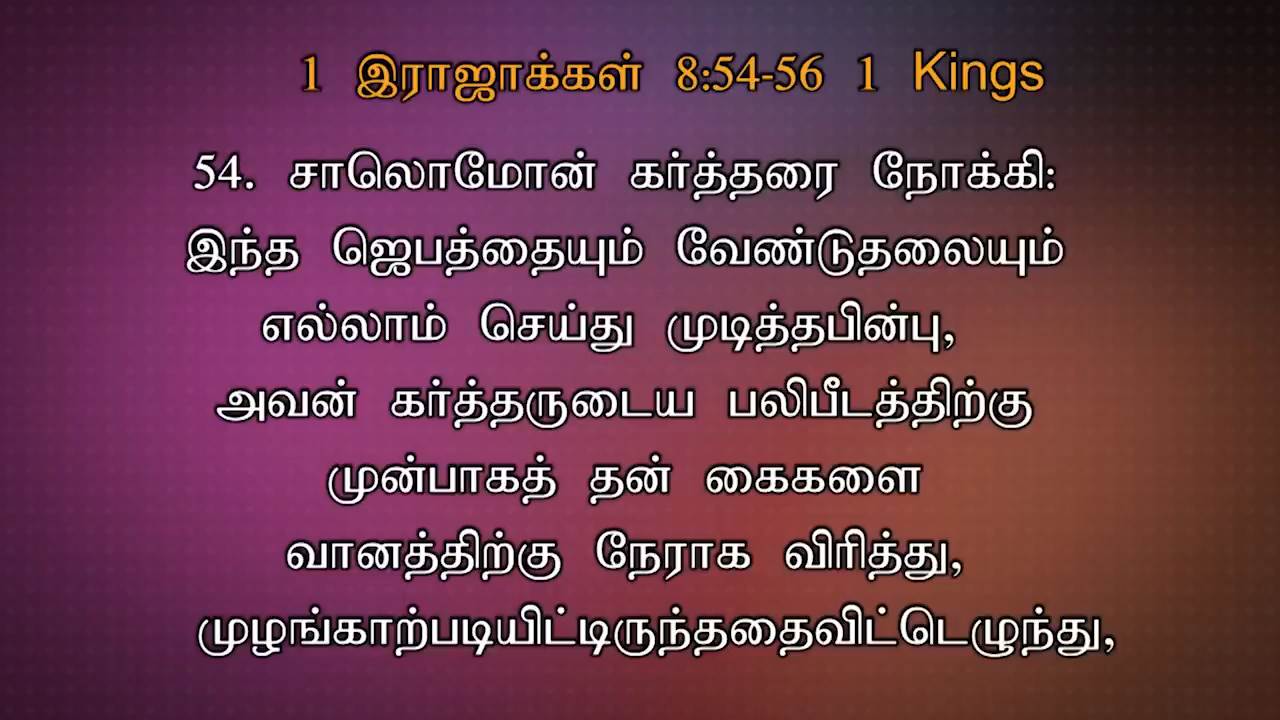 1 இராஜாக்கள் 8:54-56 1 Kings
54. சாலொமோன் கர்த்தரை நோக்கி:
இந்த ஜெபத்தையும் வேண்டுதலையும்
எல்லாம் செய்து முடித்தபின்பு,
அவன் கர்த்தருடைய பலிபீடத்திற்கு
முன்பாகத் தன் கைகளை
வானத்திற்கு நேராக விரித்து,
முழங்காற்படியிட்டிருந்ததைவிட்டெழுந்து,